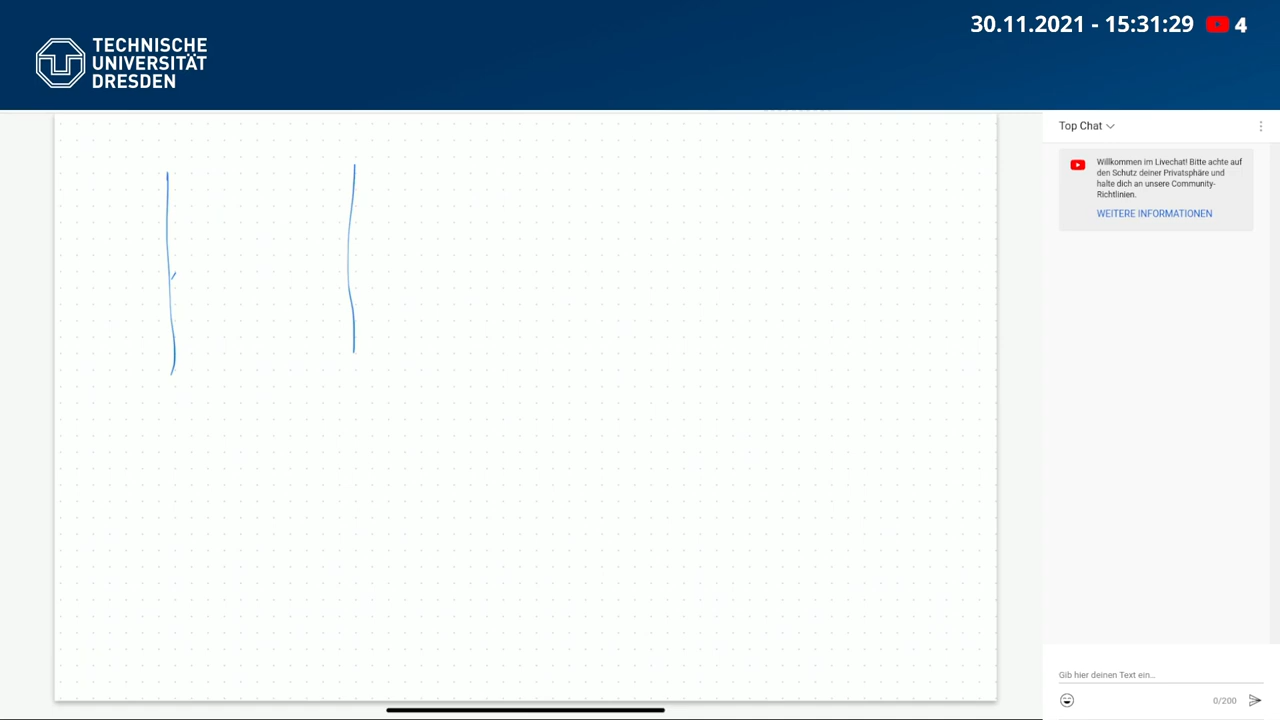 30.11.2021 - 15:31:29 4
TECHNISCHE
UNIVERSITÄT
DRESDEN
Top Chat
Willkommen im Livechat! Bitte achte auf
den Schutz deiner Privatsphäre und
halte dich an unsere Community-
Richtlinien.
WEITERE INFORMATIONEN
Gib hier deinen Text ein...
0/200